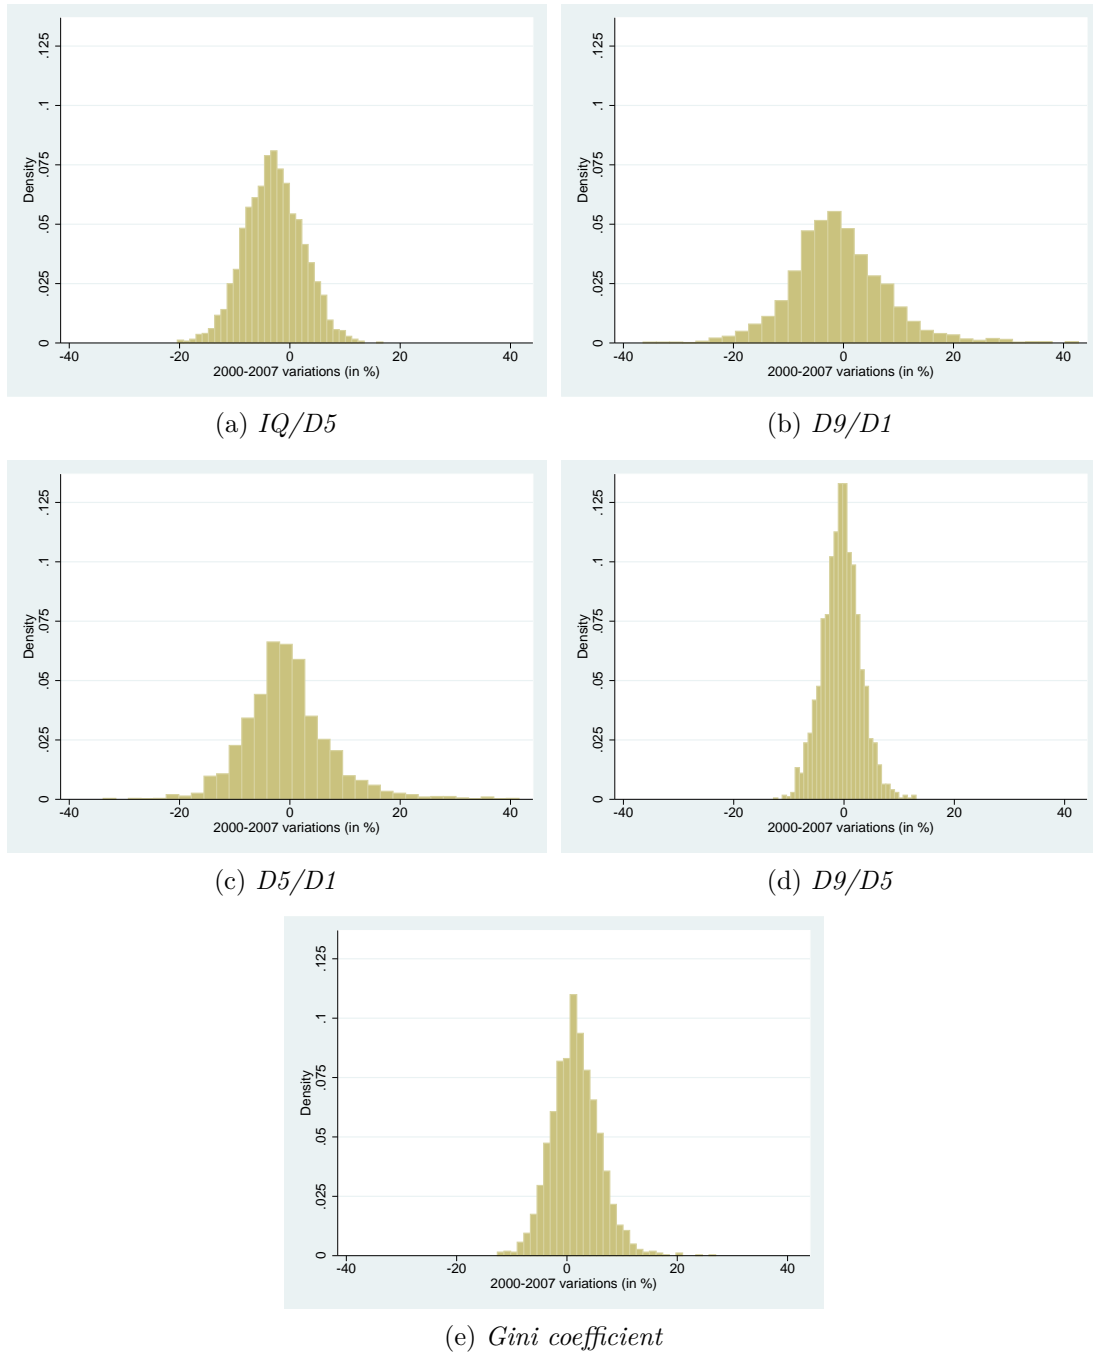 .125
.1
.075
.05
.025
0
Density
-40 -20 0 20 40
2000-2007 variations (in %)
(a) IQ/D5
.125
.1
.075
.05
.025
0
Density
-40 -20 0 20 40
2000-2007 variations (in %)
(b) D9/D1
.125
.1
.075
.05
.025
0
Density
-40 -20 0 20 40
2000-2007 variations (in %)
(c) D5/D1
.125
.1
.075
.05
.025
0
Density
-40 -20 0 20 40
2000-2007 variations (in %)
(d) D9/D5
.125
.1
.075
.05
.025
0
Density
-40 -20 0 20 40
2000-2007 variations (in %)
(e) Gini coefficient